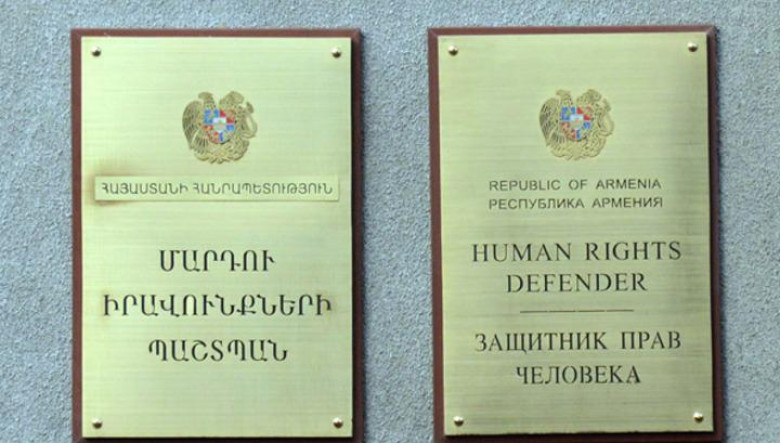 ՀԱՅԱՍՏԱՆԻ ՀԱՆՐԱՊԵՏՈՒԹՅՈՒՆ
ՄԱՐԴՈՒ
ԻՐԱՎՈՒՆՔՆԵՐԻ
ՊԱՇՏՊԱՆ
REPUBLIC OF ARMENIA
РЕСПУБЛИКА АРМЕНИЯ
HUMAN RIGHTS
DEFENDER
ЗАЩИТНИК ПРАВ
ЧЕЛОВЕКА